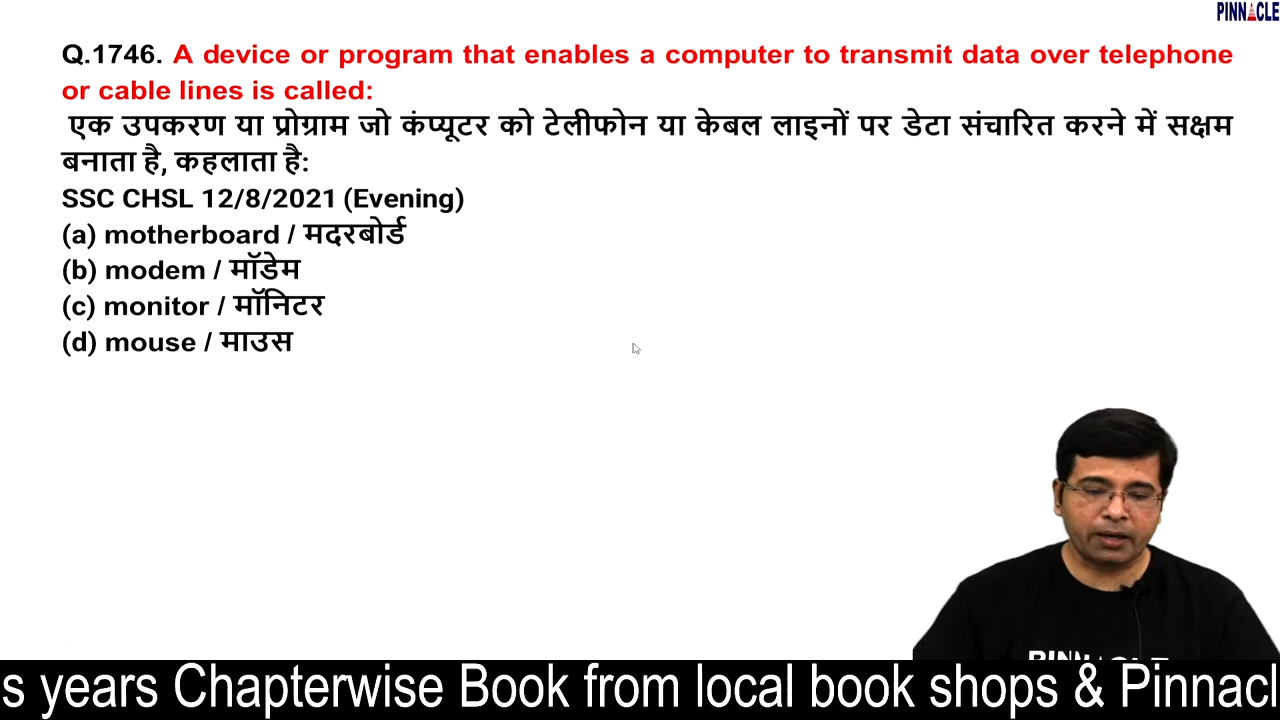 PINNACLE
Q.1746. A device or program that enables a computer to transmit data over telephone
or cable lines is called:
एक उपकरण या प्रोग्राम जो कंप्यूटर को टेलीफोन या केबल लाइनों पर डेटा संचारित करने में सक्षम
बनाता है, कहलाता है:
SSC CHSL 12/8/2021 (Evening)
(a) motherboard / मदरबोर्ड
(b) modem / मॉडेम
(c) monitor / मॉनिटर
(d) mouse / माउस
PINNACLE
s years Chapterwise Book from local book shops & Pinnacl